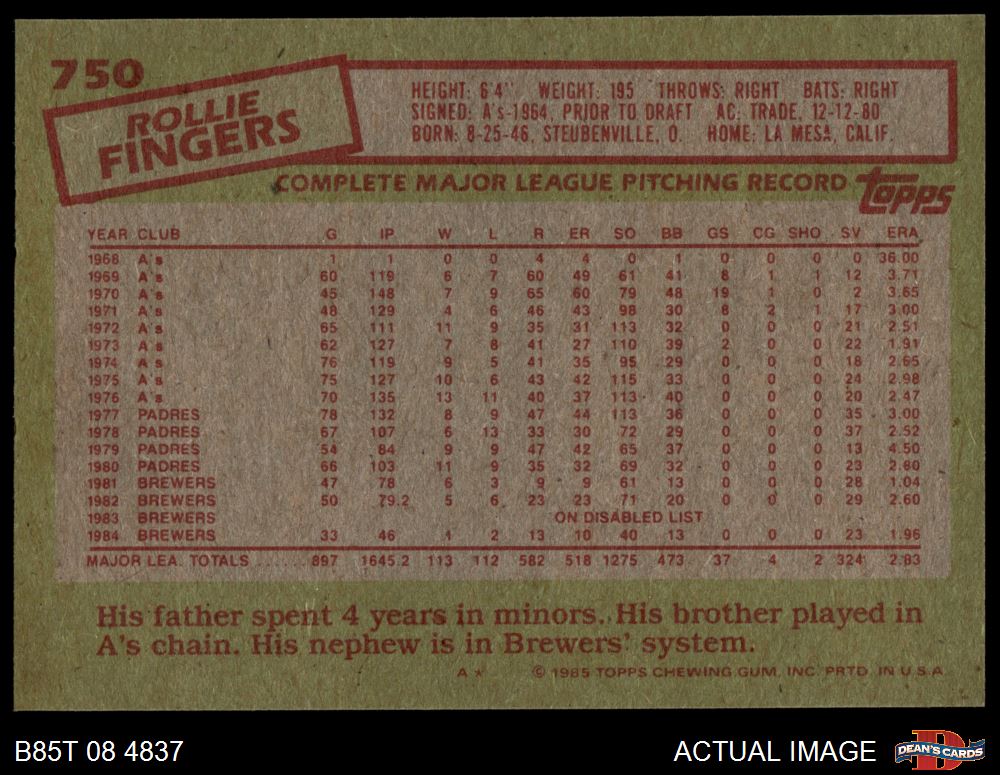 750
ROLLIE
FINGERS
HEIGHT: 6'4" WEIGHT: 195 THROWS: RIGHT BATS: RIGHT
SIGNED: A's-1964, PRIOR TO DRAFT AC: TRADE, 12-12-80
BORN: 8-25-46, STEUBENVILLE, O. HOME: LA MESA, CALIF.
COMPLETE MAJOR LEAGUE PITCHING RECORD
Topps
YEAR CLUB G IP W L R ER SO BB GS CG SHO SV ERA
1968 A's 1 1 0 0 4 4 0 1 0 0 0 0 36.00
1969 A's 60 119 6 7 60 49 61 41 8 1 1 12 3.71
1970 A's 45 148 7 9 65 60 79 48 19 1 0 2 3.65
1971 A's 48 129 4 6 46 43 98 30 8 2 1 17 3.00
1972 A's 65 111 11 9 35 31 113 32 0 0 0 21 2.51
1973 A's 62 127 7 8 41 27 110 39 2 0 0 22 1.91
1974 A's 76 119 9 5 41 35 95 29 0 0 0 18 2.65
1975 A's 75 127 10 6 43 42 115 33 0 0 0 24 2.98
1976 A's 70 135 13 11 40 37 113 40 0 0 0 20 2.47
1977 PADRES 78 132 8 9 47 44 113 36 0 0 0 35 3.00
1978 PADRES 67 107 6 13 33 30 72 29 0 0 0 37 2.52
1979 PADRES 54 84 9 9 47 42 65 37 0 0 0 13 4.50
1980 PADRES 66 103 11 9 35 32 69 32 0 0 0 23 2.80
1981 BREWERS 47 78 6 3 9 9 61 13 0 0 0 28 1.04
1982 BREWERS 50 79.2 5 6 23 23 71 20 0 0 0 29 2.60
1983 BREWERS ON DISABLED LIST
1984 BREWERS 33 46 1 2 13 10 40 13 0 0 0 23 1.96
MAJOR LEA. TOTALS ...... 897 1645.2 113 112 582 518 1275 473 37 4 2 324 2.83
His father spent 4 years in minors. His brother played in
A's chain. His nephew is in Brewers' system.
A* © 1985 TOPPS CHEWING GUM, INC. PRTD. IN U.S.A.
B85T 08 4837 ACTUAL IMAGE DEAN'S CARDS